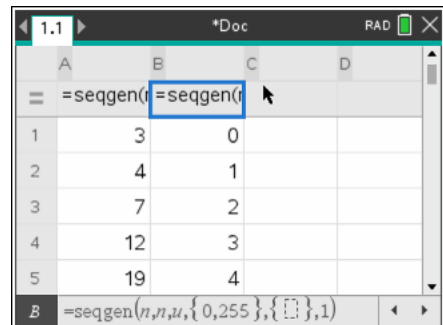 1.1 *Doc RAD
A B C D
= =seqgen(r =seqgen(r
1 3 0
2 4 1
3 7 2
4 12 3
5 19 4
B =seqgen(n,n,u,{0,255},{⬚},1)